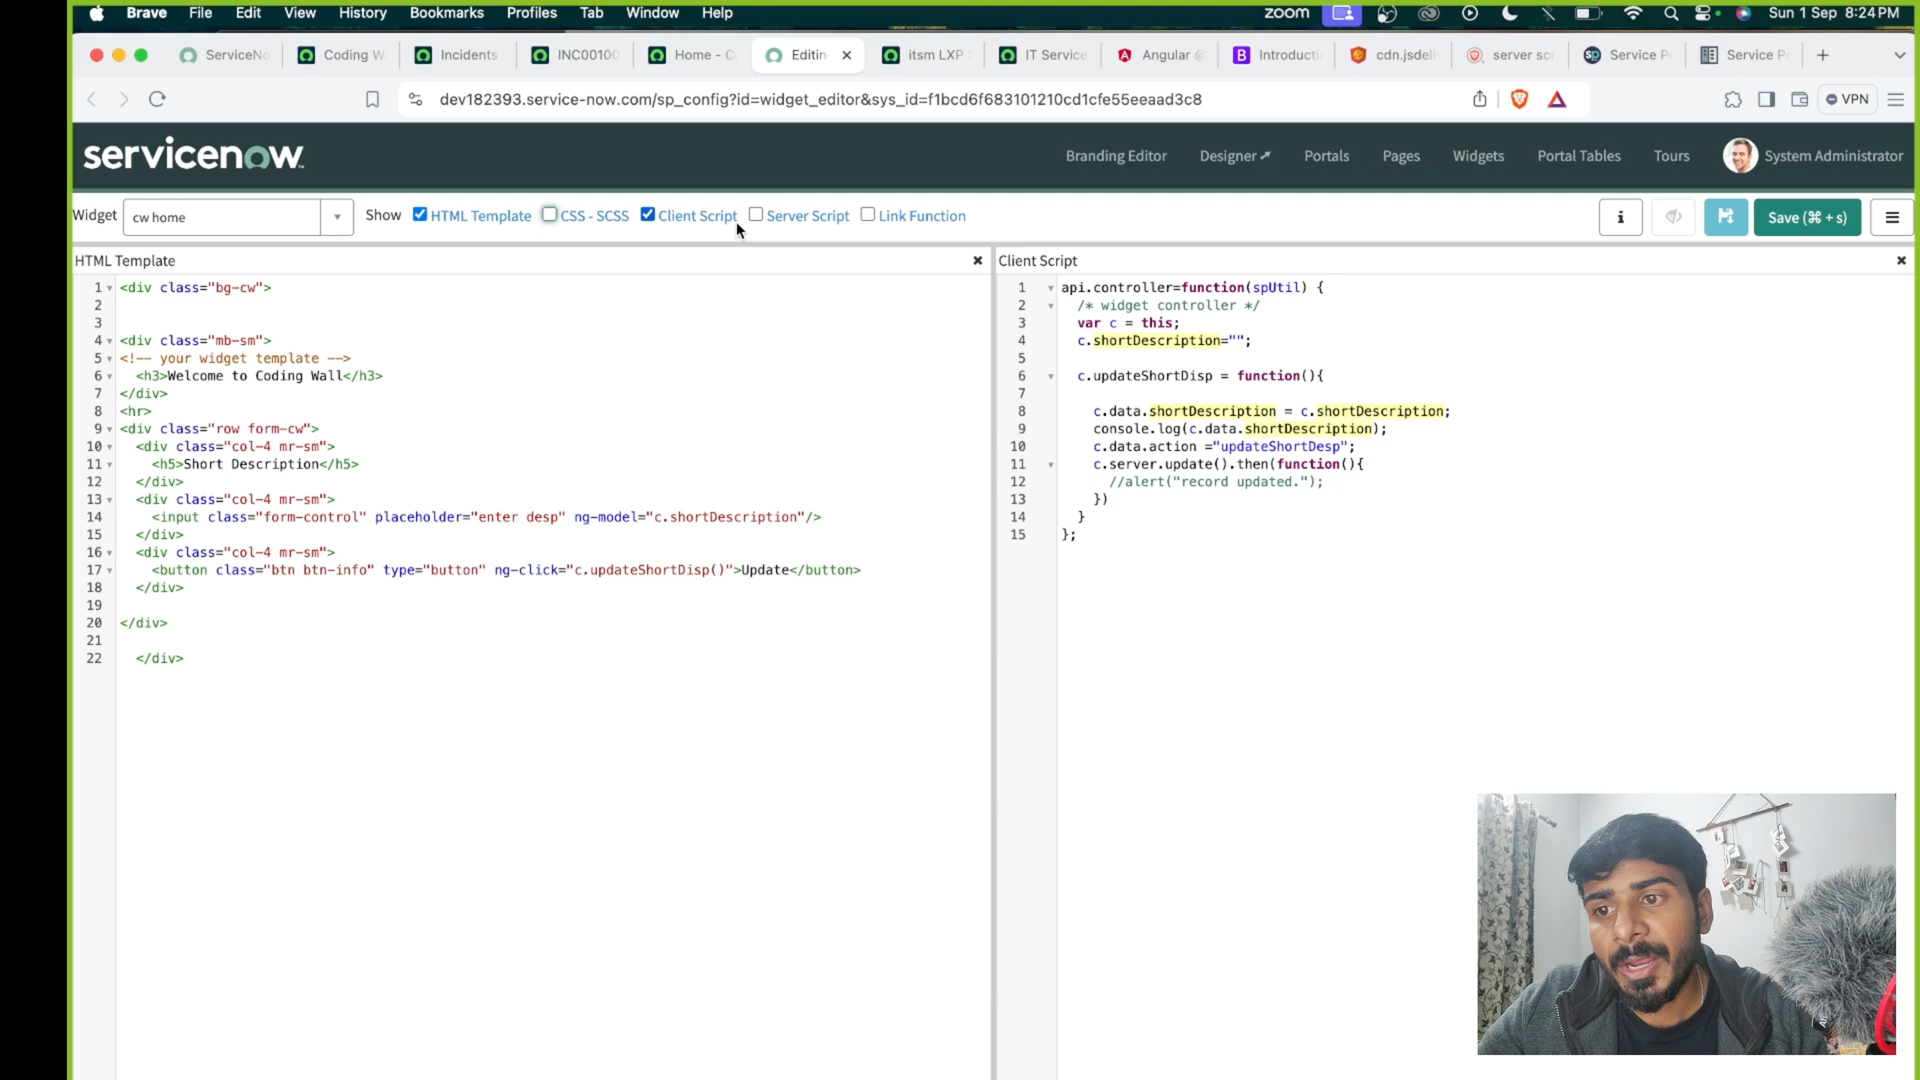 Brave File Edit View History Bookmarks Profiles Tab Window Help zoom Sun 1 Sep 8:24 PM
ServiceNo Coding W Incidents INC00100 Home - C Editin itsm LXP IT Service Angular @ Introducti cdn.jsdeli server scr Service Po Service Po
dev182393.service-now.com/sp_config?id=widget_editor&sys_id=f1bcd6f683101210cd1cfe55eeaad3c8 VPN
servicenow Branding Editor Designer Portals Pages Widgets Portal Tables Tours System Administrator
Widget cw home Show HTML Template CSS - SCSS Client Script Server Script Link Function i Save (⌘ + s)
HTML Template
1 <div class="bg-cw">
2
3
4 <div class="mb-sm">
5 <!-- your widget template -->
6 <h3>Welcome to Coding Wall</h3>
7 </div>
8 <hr>
9 <div class="row form-cw">
10 <div class="col-4 mr-sm">
11 <h5>Short Description</h5>
12 </div>
13 <div class="col-4 mr-sm">
14 <input class="form-control" placeholder="enter desp" ng-model="c.shortDescription"/>
15 </div>
16 <div class="col-4 mr-sm">
17 <button class="btn btn-info" type="button" ng-click="c.updateShortDisp()">Update</button>
18 </div>
19
20 </div>
21
22 </div>
Client Script
1 api.controller=function(spUtil) {
2 /* widget controller */
3 var c = this;
4 c.shortDescription="";
5
6 c.updateShortDisp = function(){
7
8 c.data.shortDescription = c.shortDescription;
9 console.log(c.data.shortDescription);
10 c.data.action ="updateShortDesp";
11 c.server.update().then(function(){
12 //alert("record updated.");
13 })
14 }
15 };